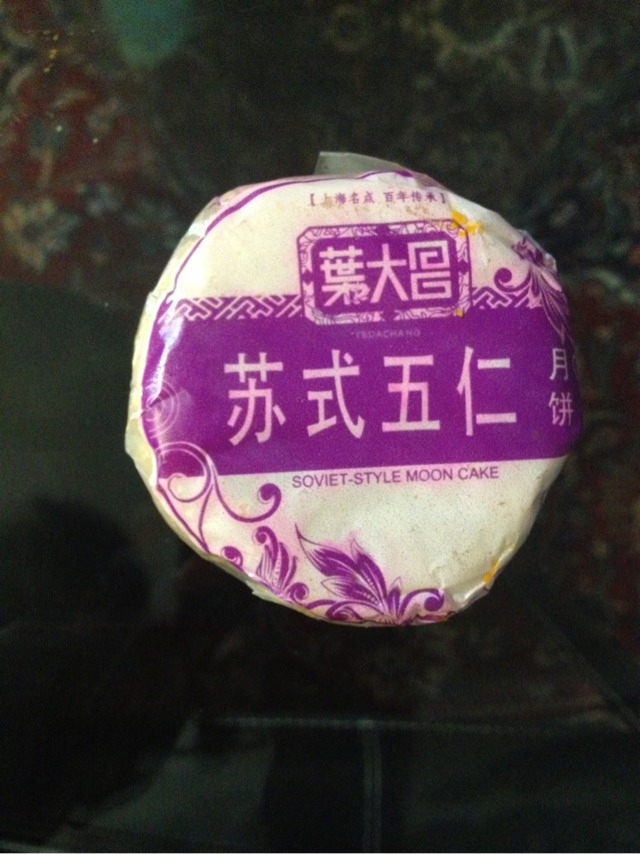 【上海名点 百年传承】
葉大昌
YEDACHANG
苏式五仁
月饼
SOVIET-STYLE MOON CAKE